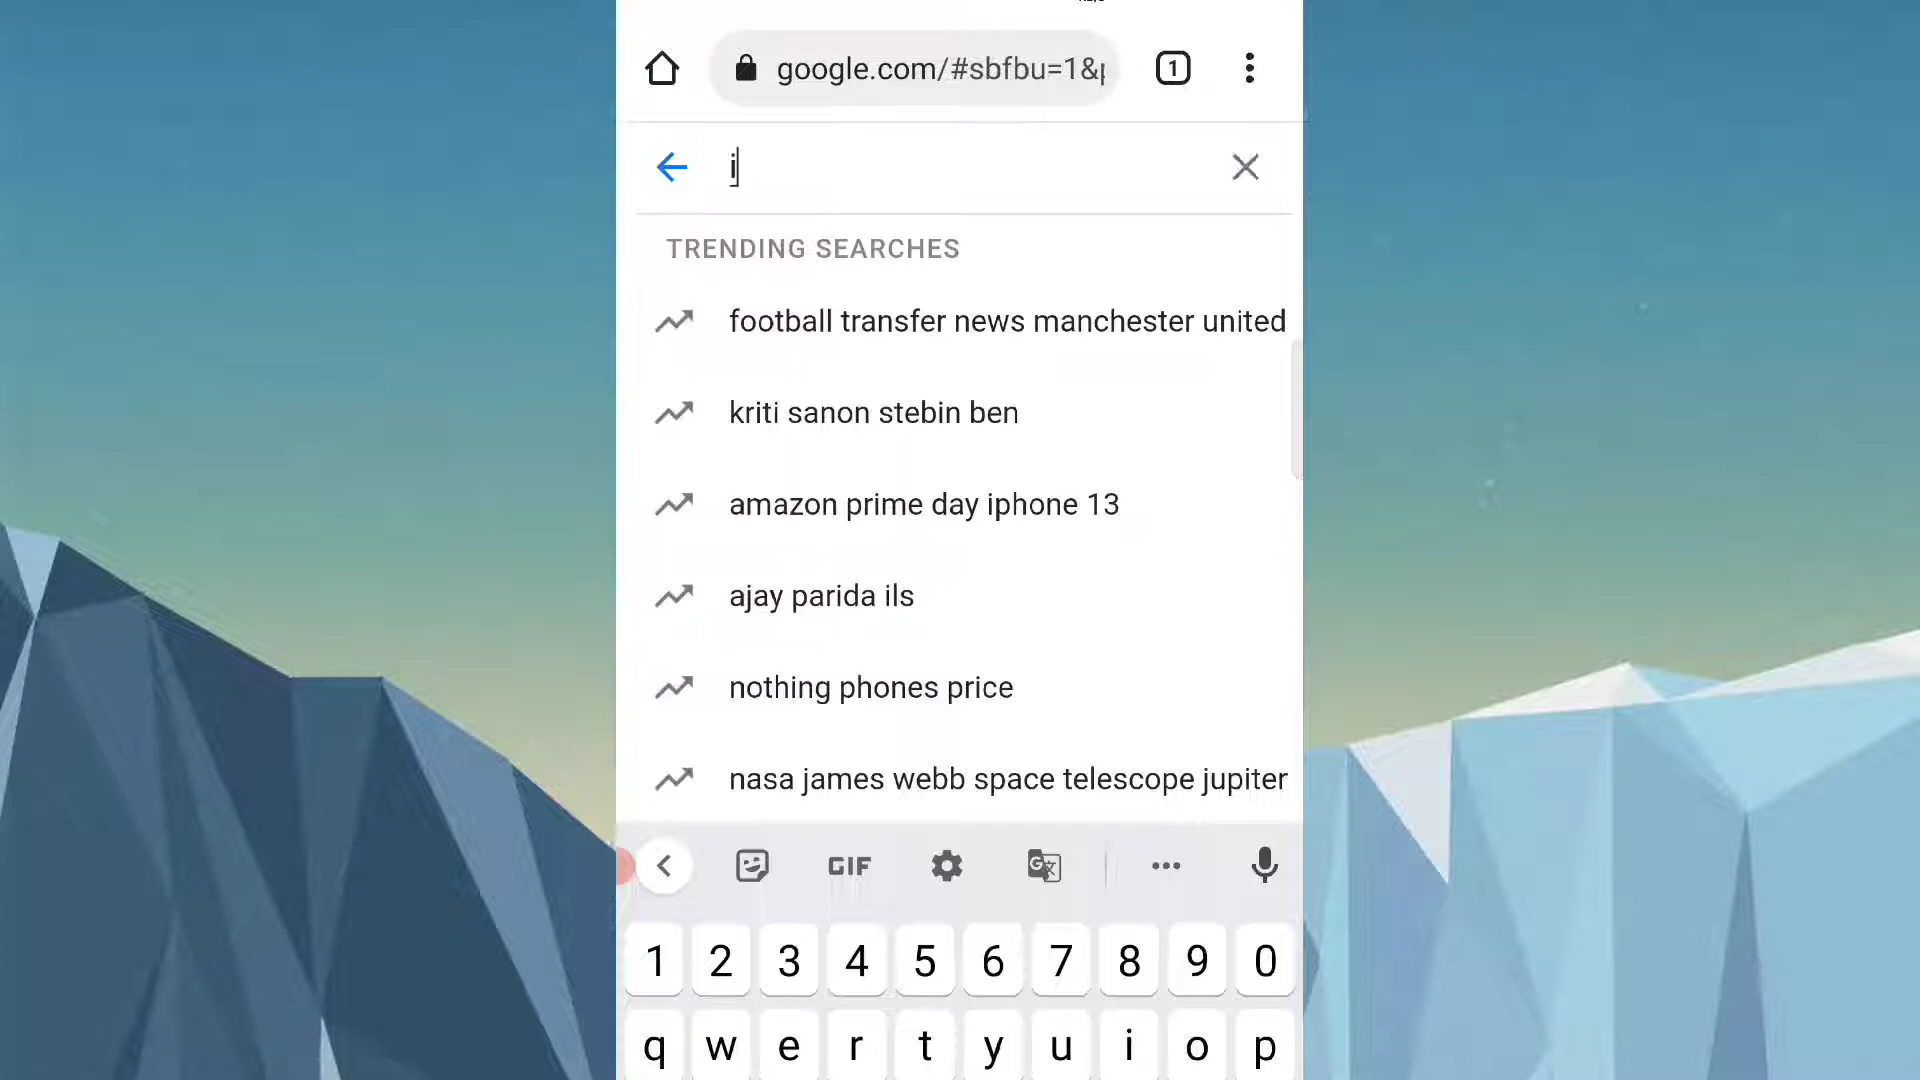 google.com/#sbfbu=1&p
1
i
TRENDING SEARCHES
football transfer news manchester united
kriti sanon stebin ben
amazon prime day iphone 13
ajay parida ils
nothing phones price
nasa james webb space telescope jupiter
GIF
G文
1 2 3 4 5 6 7 8 9 0
q w e r t y u i o p